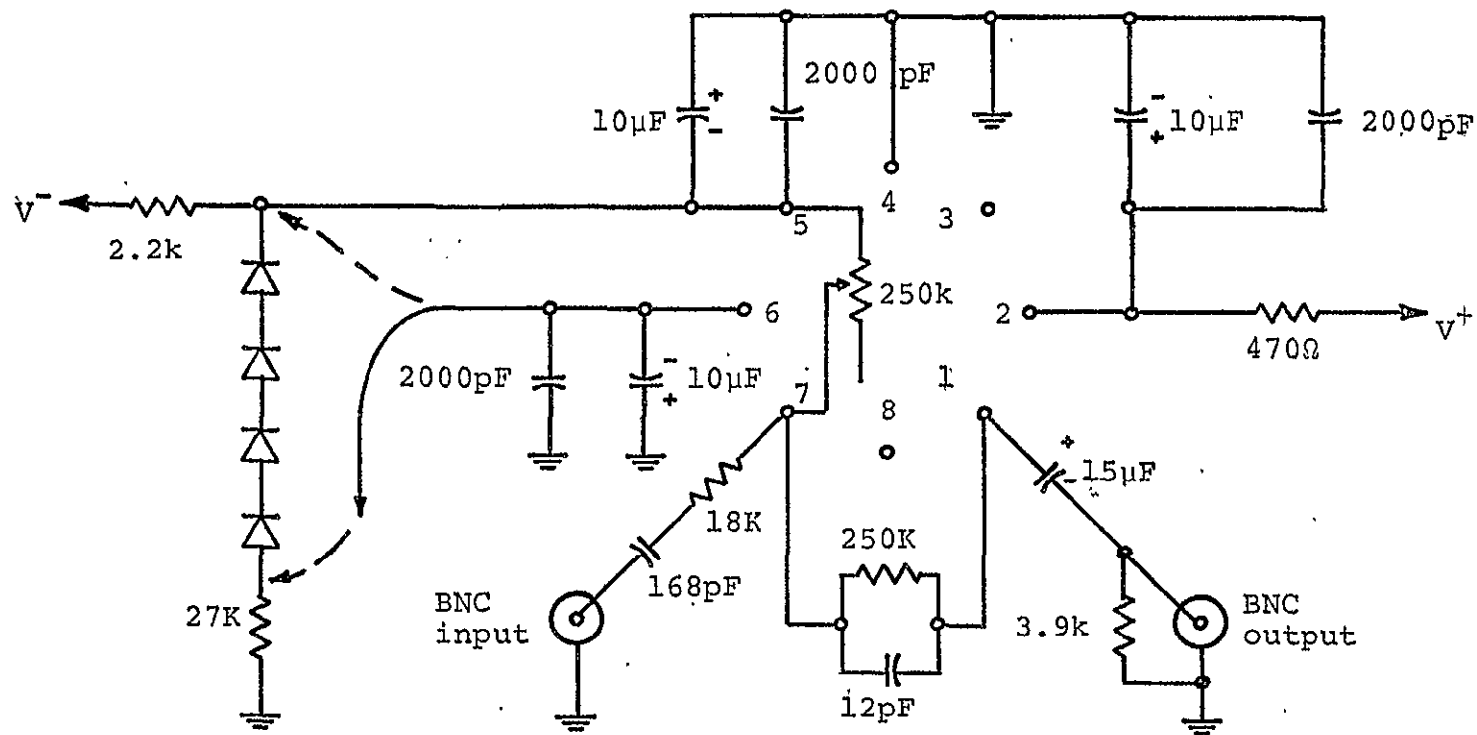 2000 pF
10µF
+
-
-
+
10µF
2000pF
V-
2.2k
5
4
3
250k
6
2
470Ω
V+
2000pF
-
+
10µF
7
1
8
+
-
15µF
18K
168pF
250K
12pF
27K
BNC
input
3.9k
BNC
output